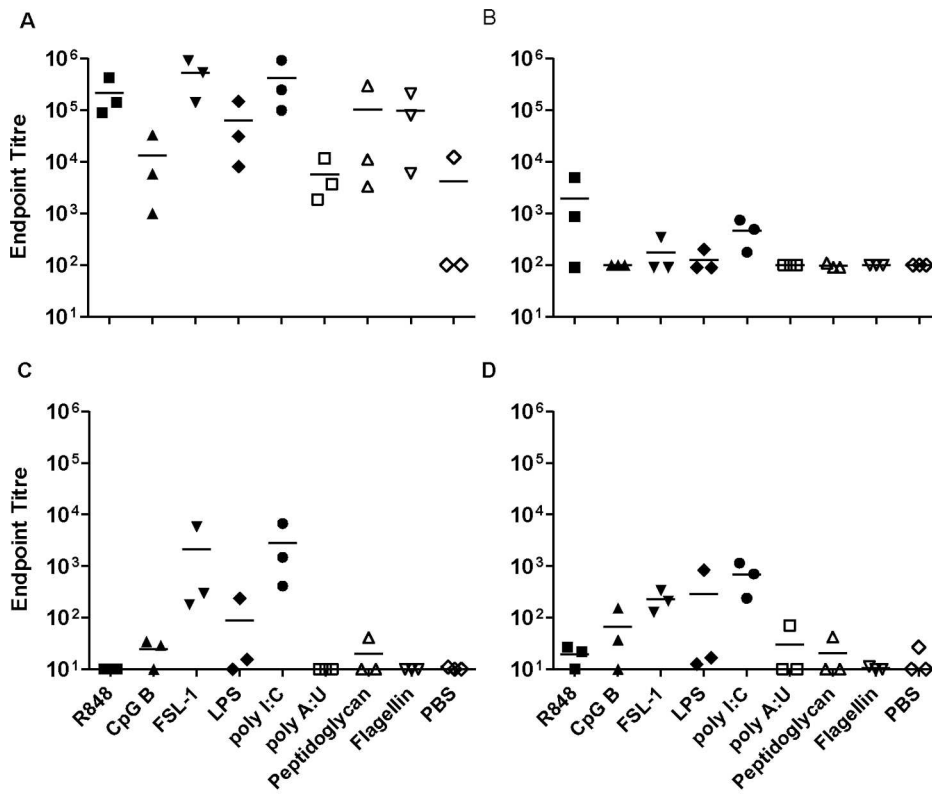 A
Endpoint Titre
10⁶
10⁵
10⁴
10³
10²
10¹
B
10⁶
10⁵
10⁴
10³
10²
10¹
C
Endpoint Titre
10⁶
10⁵
10⁴
10³
10²
10¹
R848
CpG B
FSL-1
LPS
poly I:C
poly A:U
Peptidoglycan
Flagellin
PBS
D
10⁶
10⁵
10⁴
10³
10²
10¹
R848
CpG B
FSL-1
LPS
poly I:C
poly A:U
Peptidoglycan
Flagellin
PBS